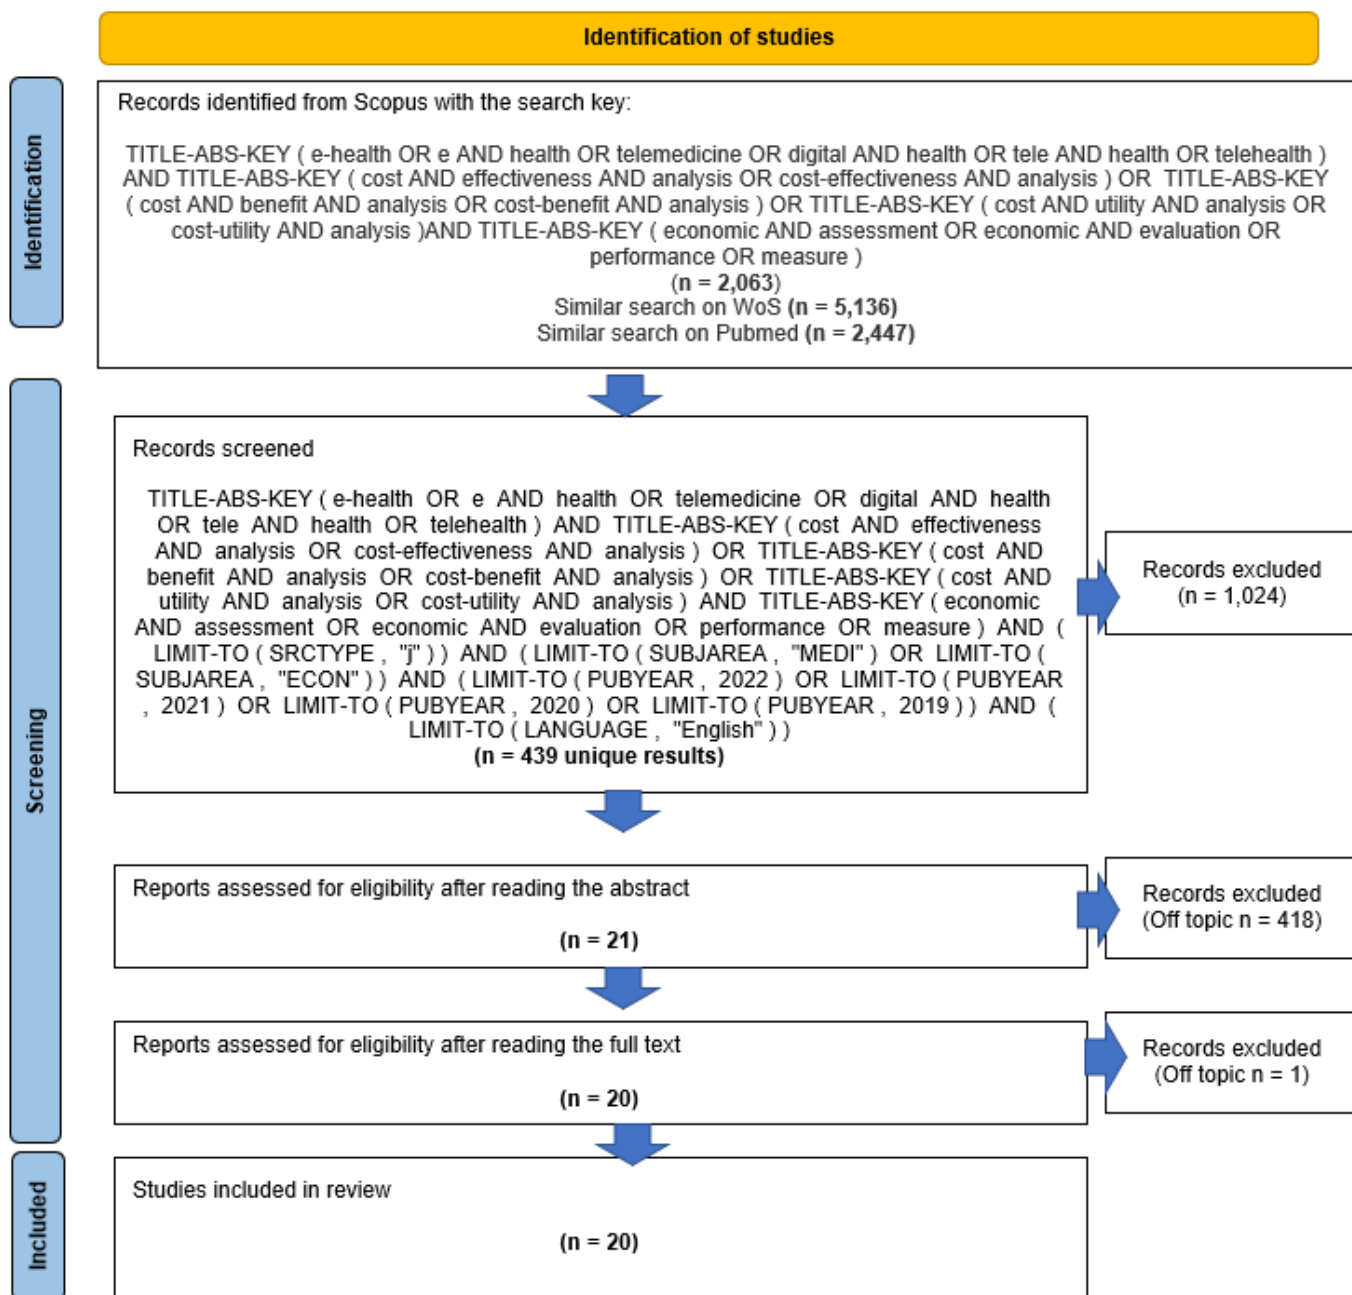 Identification of studies
Identification
Records identified from Scopus with the search key:
TITLE-ABS-KEY ( e-health OR e AND health OR telemedicine OR digital AND health OR tele AND health OR telehealth )
AND TITLE-ABS-KEY ( cost AND effectiveness AND analysis OR cost-effectiveness AND analysis ) OR TITLE-ABS-KEY
( cost AND benefit AND analysis OR cost-benefit AND analysis ) OR TITLE-ABS-KEY ( cost AND utility AND analysis OR
cost-utility AND analysis )AND TITLE-ABS-KEY ( economic AND assessment OR economic AND evaluation OR
performance OR measure )
(n = 2,063)
Similar search on WoS (n = 5,136)
Similar search on Pubmed (n = 2,447)
Screening
Records screened
TITLE-ABS-KEY ( e-health OR e AND health OR telemedicine OR digital AND health
OR tele AND health OR telehealth ) AND TITLE-ABS-KEY ( cost AND effectiveness
AND analysis OR cost-effectiveness AND analysis ) OR TITLE-ABS-KEY ( cost AND
benefit AND analysis OR cost-benefit AND analysis ) OR TITLE-ABS-KEY ( cost AND
utility AND analysis OR cost-utility AND analysis ) AND TITLE-ABS-KEY ( economic
AND assessment OR economic AND evaluation OR performance OR measure ) AND (
LIMIT-TO ( SRCTYPE , "j" ) ) AND ( LIMIT-TO ( SUBJAREA , "MEDI" ) OR LIMIT-TO (
SUBJAREA , "ECON" ) ) AND ( LIMIT-TO ( PUBYEAR , 2022 ) OR LIMIT-TO ( PUBYEAR
, 2021 ) OR LIMIT-TO ( PUBYEAR , 2020 ) OR LIMIT-TO ( PUBYEAR , 2019 ) ) AND (
LIMIT-TO ( LANGUAGE , "English" ) )
(n = 439 unique results)
Records excluded
(n = 1,024)
Reports assessed for eligibility after reading the abstract
(n = 21)
Records excluded
(Off topic n = 418)
Reports assessed for eligibility after reading the full text
(n = 20)
Records excluded
(Off topic n = 1)
Included
Studies included in review
(n = 20)